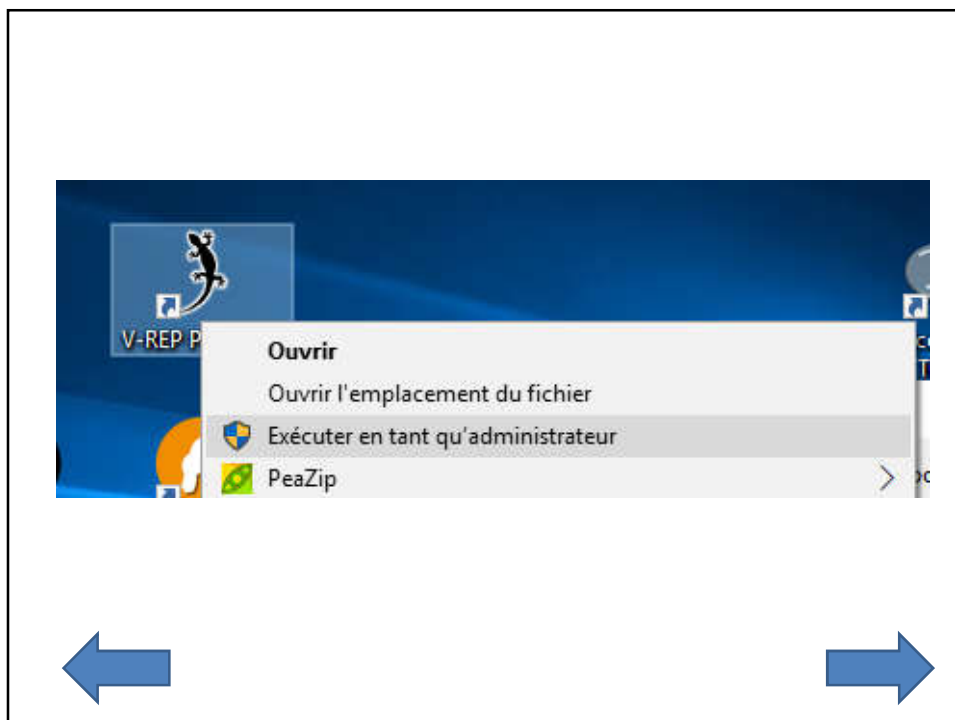 V-REP P
Ouvrir
Ouvrir l'emplacement du fichier
Exécuter en tant qu'administrateur
PeaZip